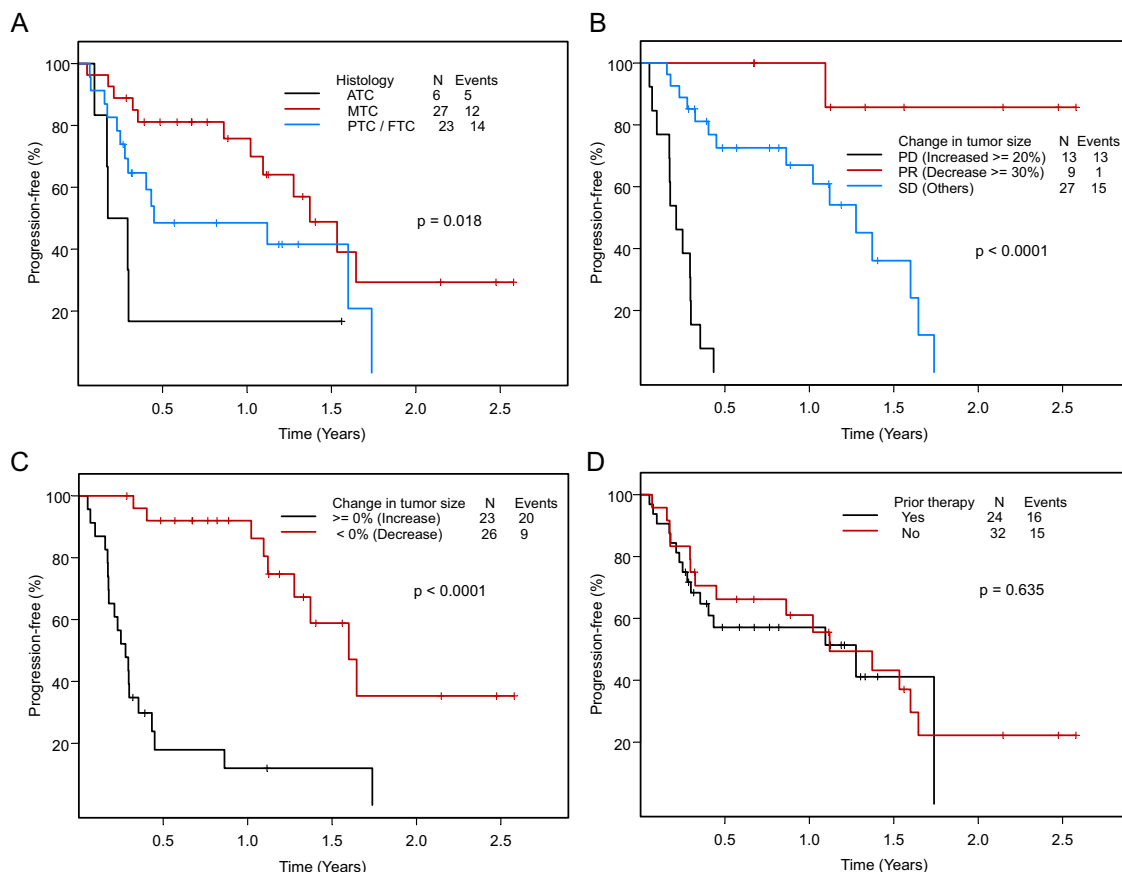 A
Progression-free (%)
100
80
60
40
20
Histology N Events
ATC 6 5
MTC 27 12
PTC / FTC 23 14
p = 0.018
0.5 1.0 1.5 2.0 2.5
Time (Years)
B
Progression-free (%)
100
80
60
40
20
Change in tumor size N Events
PD (Increased >= 20%) 13 13
PR (Decrease >= 30%) 9 1
SD (Others) 27 15
p < 0.0001
0.5 1.0 1.5 2.0 2.5
Time (Years)
C
Progression-free (%)
100
80
60
40
20
Change in tumor size N Events
>= 0% (Increase) 23 20
< 0% (Decrease) 26 9
p < 0.0001
0.5 1.0 1.5 2.0 2.5
Time (Years)
D
Progression-free (%)
100
80
60
40
20
Prior therapy N Events
Yes 24 16
No 32 15
p = 0.635
0.5 1.0 1.5 2.0 2.5
Time (Years)